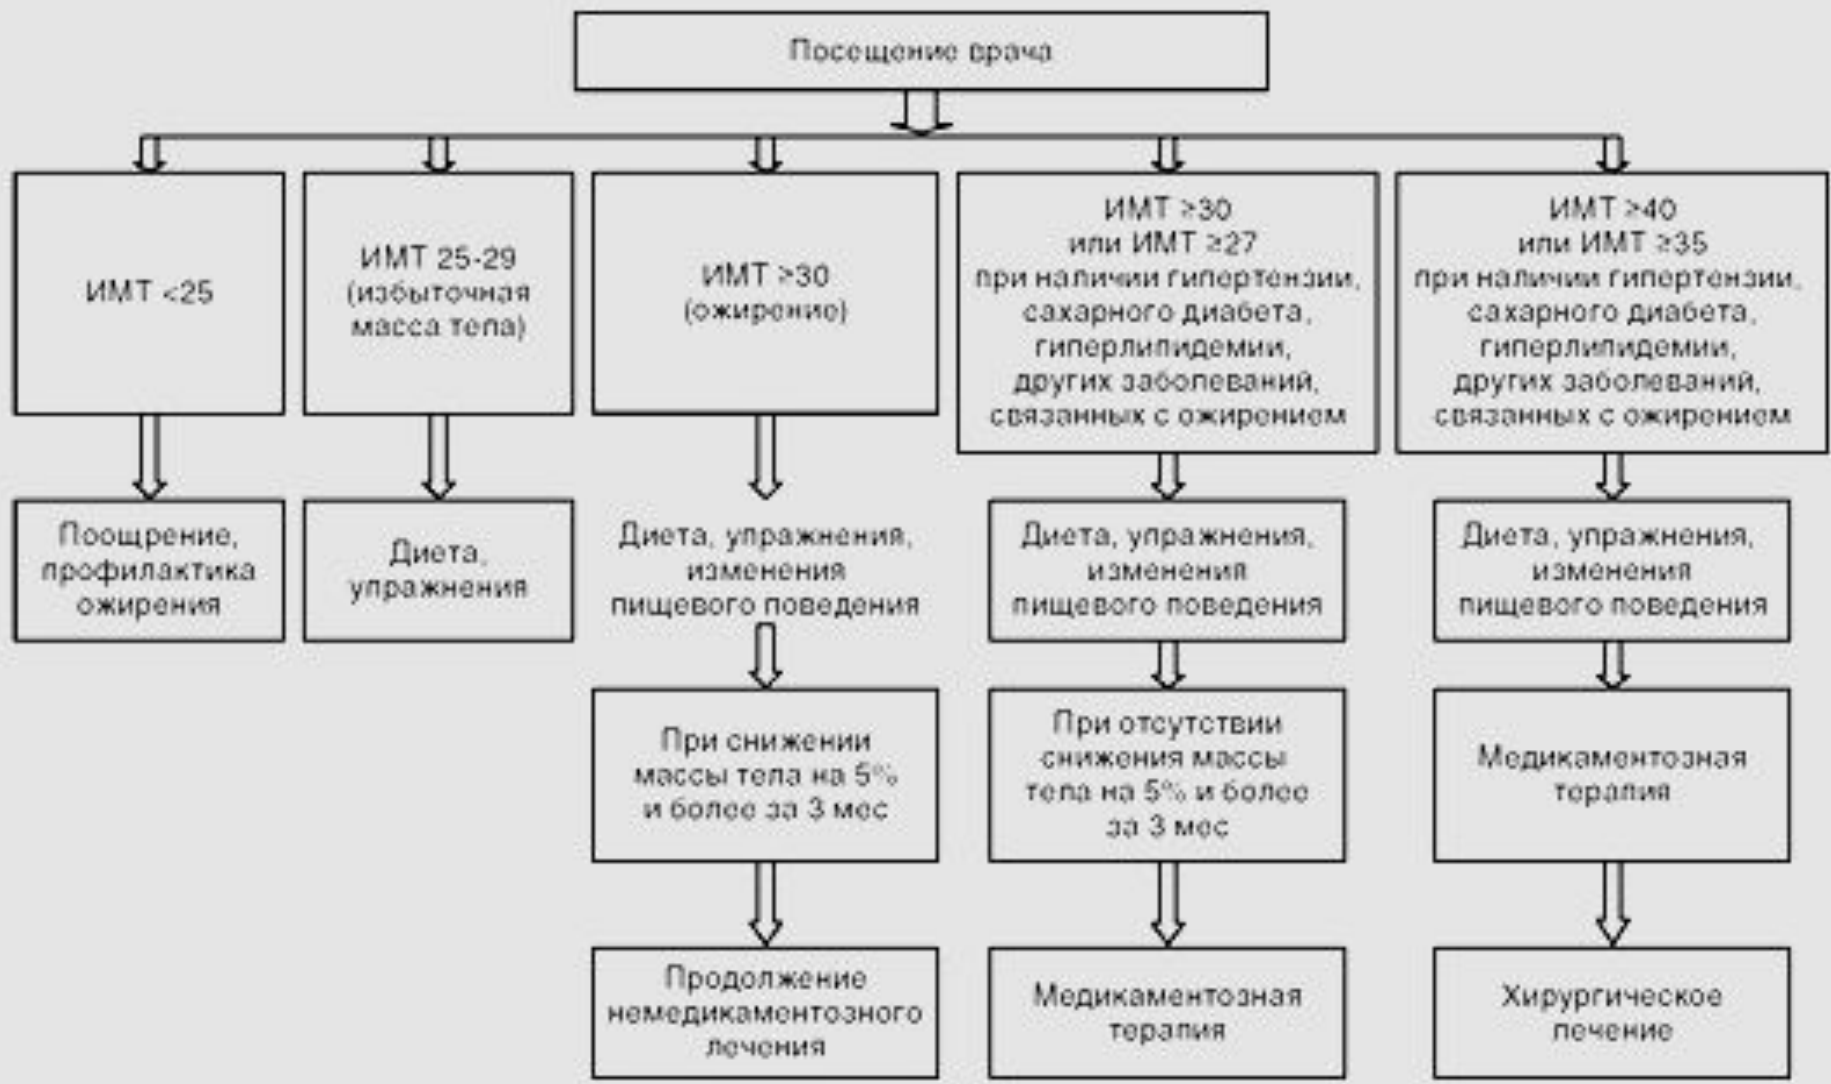 Посещение врача
ИМТ <25
ИМТ 25-29
(избыточная
масса тела)
ИМТ ≥30
(ожирение)
ИМТ ≥30
или ИМТ ≥27
при наличии гипертензии,
сахарного диабета,
гиперлипидемии,
других заболеваний,
связанных с ожирением
ИМТ ≥40
или ИМТ ≥35
при наличии гипертензии,
сахарного диабета,
гиперлипидемии,
других заболеваний,
связанных с ожирением
Поощрение,
профилактика
ожирения
Диета,
упражнения
Диета, упражнения,
изменения
пищевого поведения
Диета, упражнения,
изменения
пищевого поведения
Диета, упражнения,
изменения
пищевого поведения
При снижении
массы тела на 5%
и более за 3 мес
При отсутствии
снижения массы
тела на 5% и более
за 3 мес
Медикаментозная
терапия
Продолжение
немедикаментозного
лечения
Медикаментозная
терапия
Хирургическое
лечение